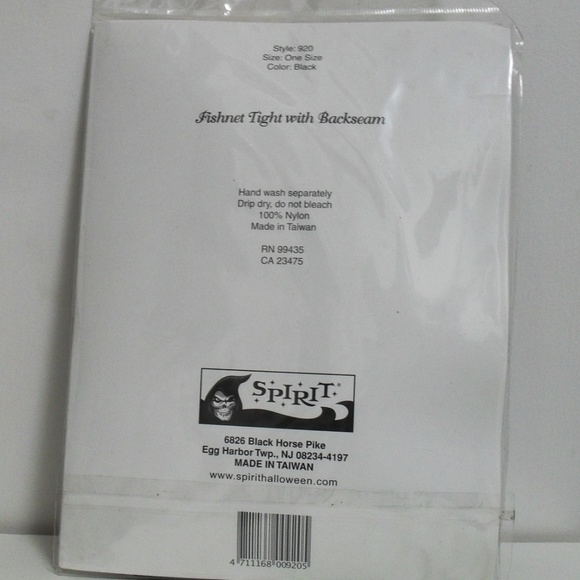 Style: 920
Size: One Size
Color: Black
Fishnet Tight with Backseam
Hand wash separately
Drip dry, do not bleach
100% Nylon
Made in Taiwan
RN 99435
CA 23475
SPIRIT®
6826 Black Horse Pike
Egg Harbor Twp., NJ 08234-4197
MADE IN TAIWAN
www.spirithalloween.com
4 711168 009205